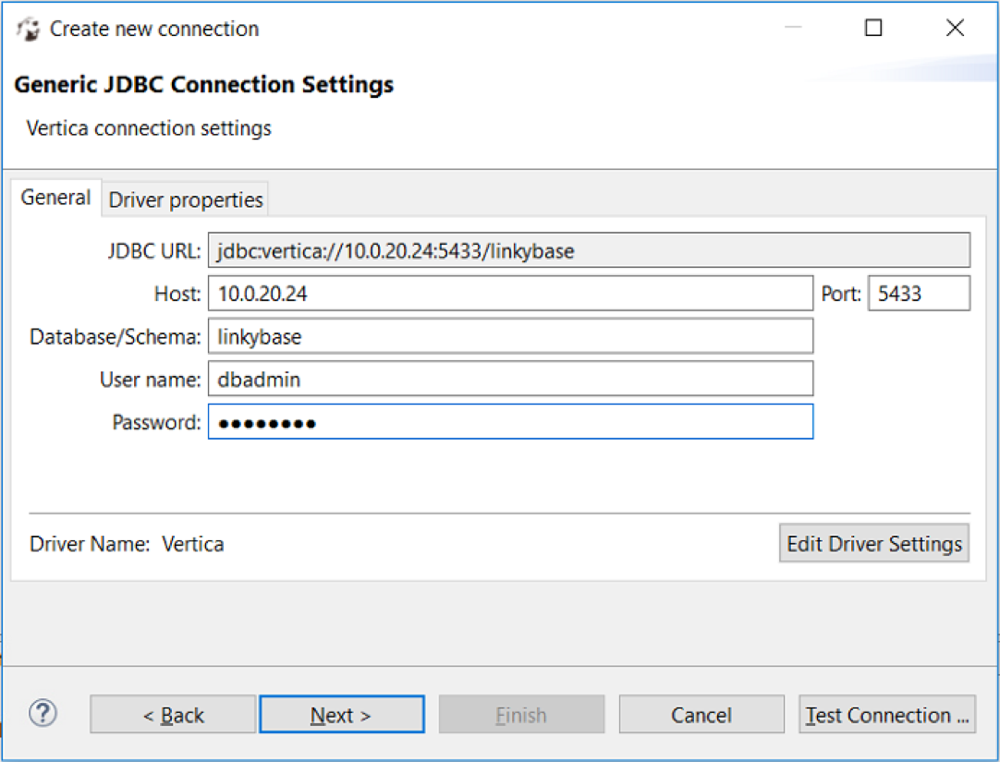 Create new connection
Generic JDBC Connection Settings
Vertica connection settings
General Driver properties
JDBC URL: jdbc:vertica://10.0.20.24:5433/linkybase
Host: 10.0.20.24 Port: 5433
Database/Schema: linkybase
User name: dbadmin
Password: ●●●●●●●●
Driver Name: Vertica Edit Driver Settings
? < Back Next > Finish Cancel Test Connection ...